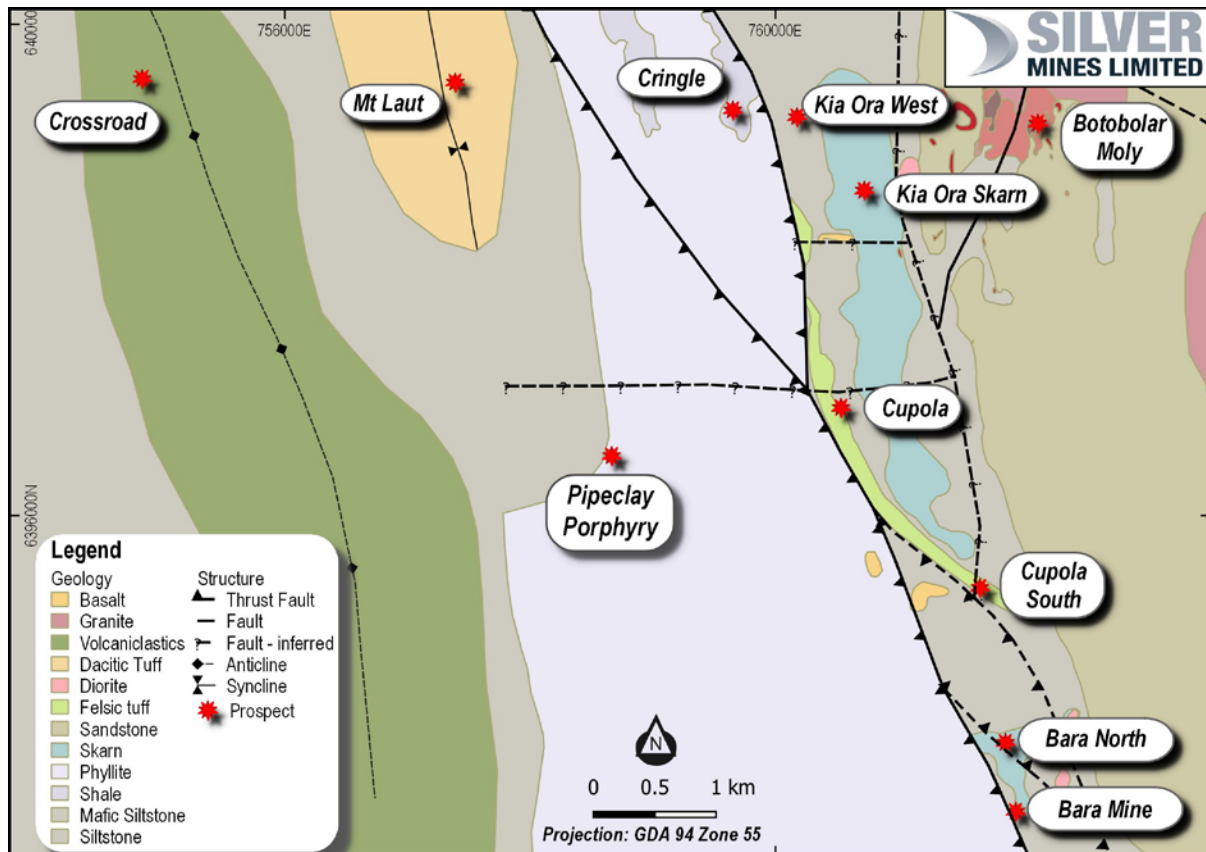 640000
756000E
760000E
SILVER
MINES LIMITED
Crossroad
Mt Laut
Cringle
Kia Ora West
Botobolar
Moly
Kia Ora Skarn
Cupola
Pipeclay
Porphyry
6396000N
Cupola
South
Bara North
Bara Mine
Legend
Geology
Basalt
Granite
Volcaniclastics
Dacitic Tuff
Diorite
Felsic tuff
Sandstone
Skarn
Phyllite
Shale
Mafic Siltstone
Siltstone
Structure
Thrust Fault
Fault
Fault - inferred
Anticline
Syncline
Prospect
N
0 0.5 1 km
Projection: GDA 94 Zone 55